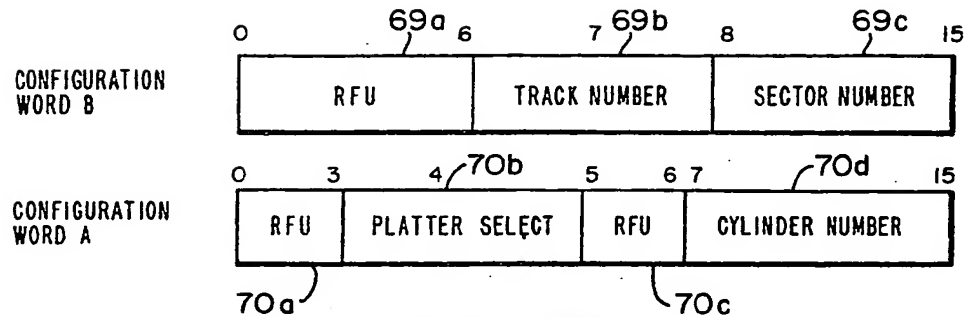 69a 69b 69c
0 6 7 8 15
CONFIGURATION
WORD B
RFU TRACK NUMBER SECTOR NUMBER
70b 70d
0 3 4 5 6 7 15
CONFIGURATION
WORD A
RFU PLATTER SELECT RFU CYLINDER NUMBER
70a 70c